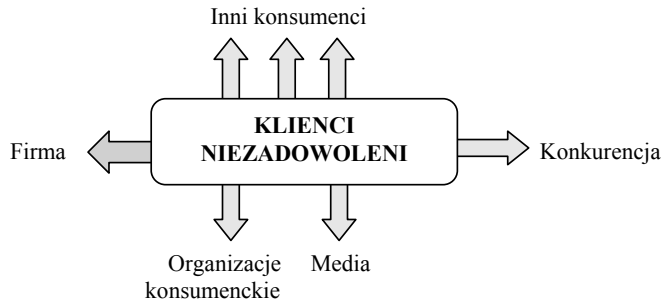 Inni konsumenci
KLIENCI
NIEZADOWOLENI
Firma
Konkurencja
Organizacje
konsumenckie
Media